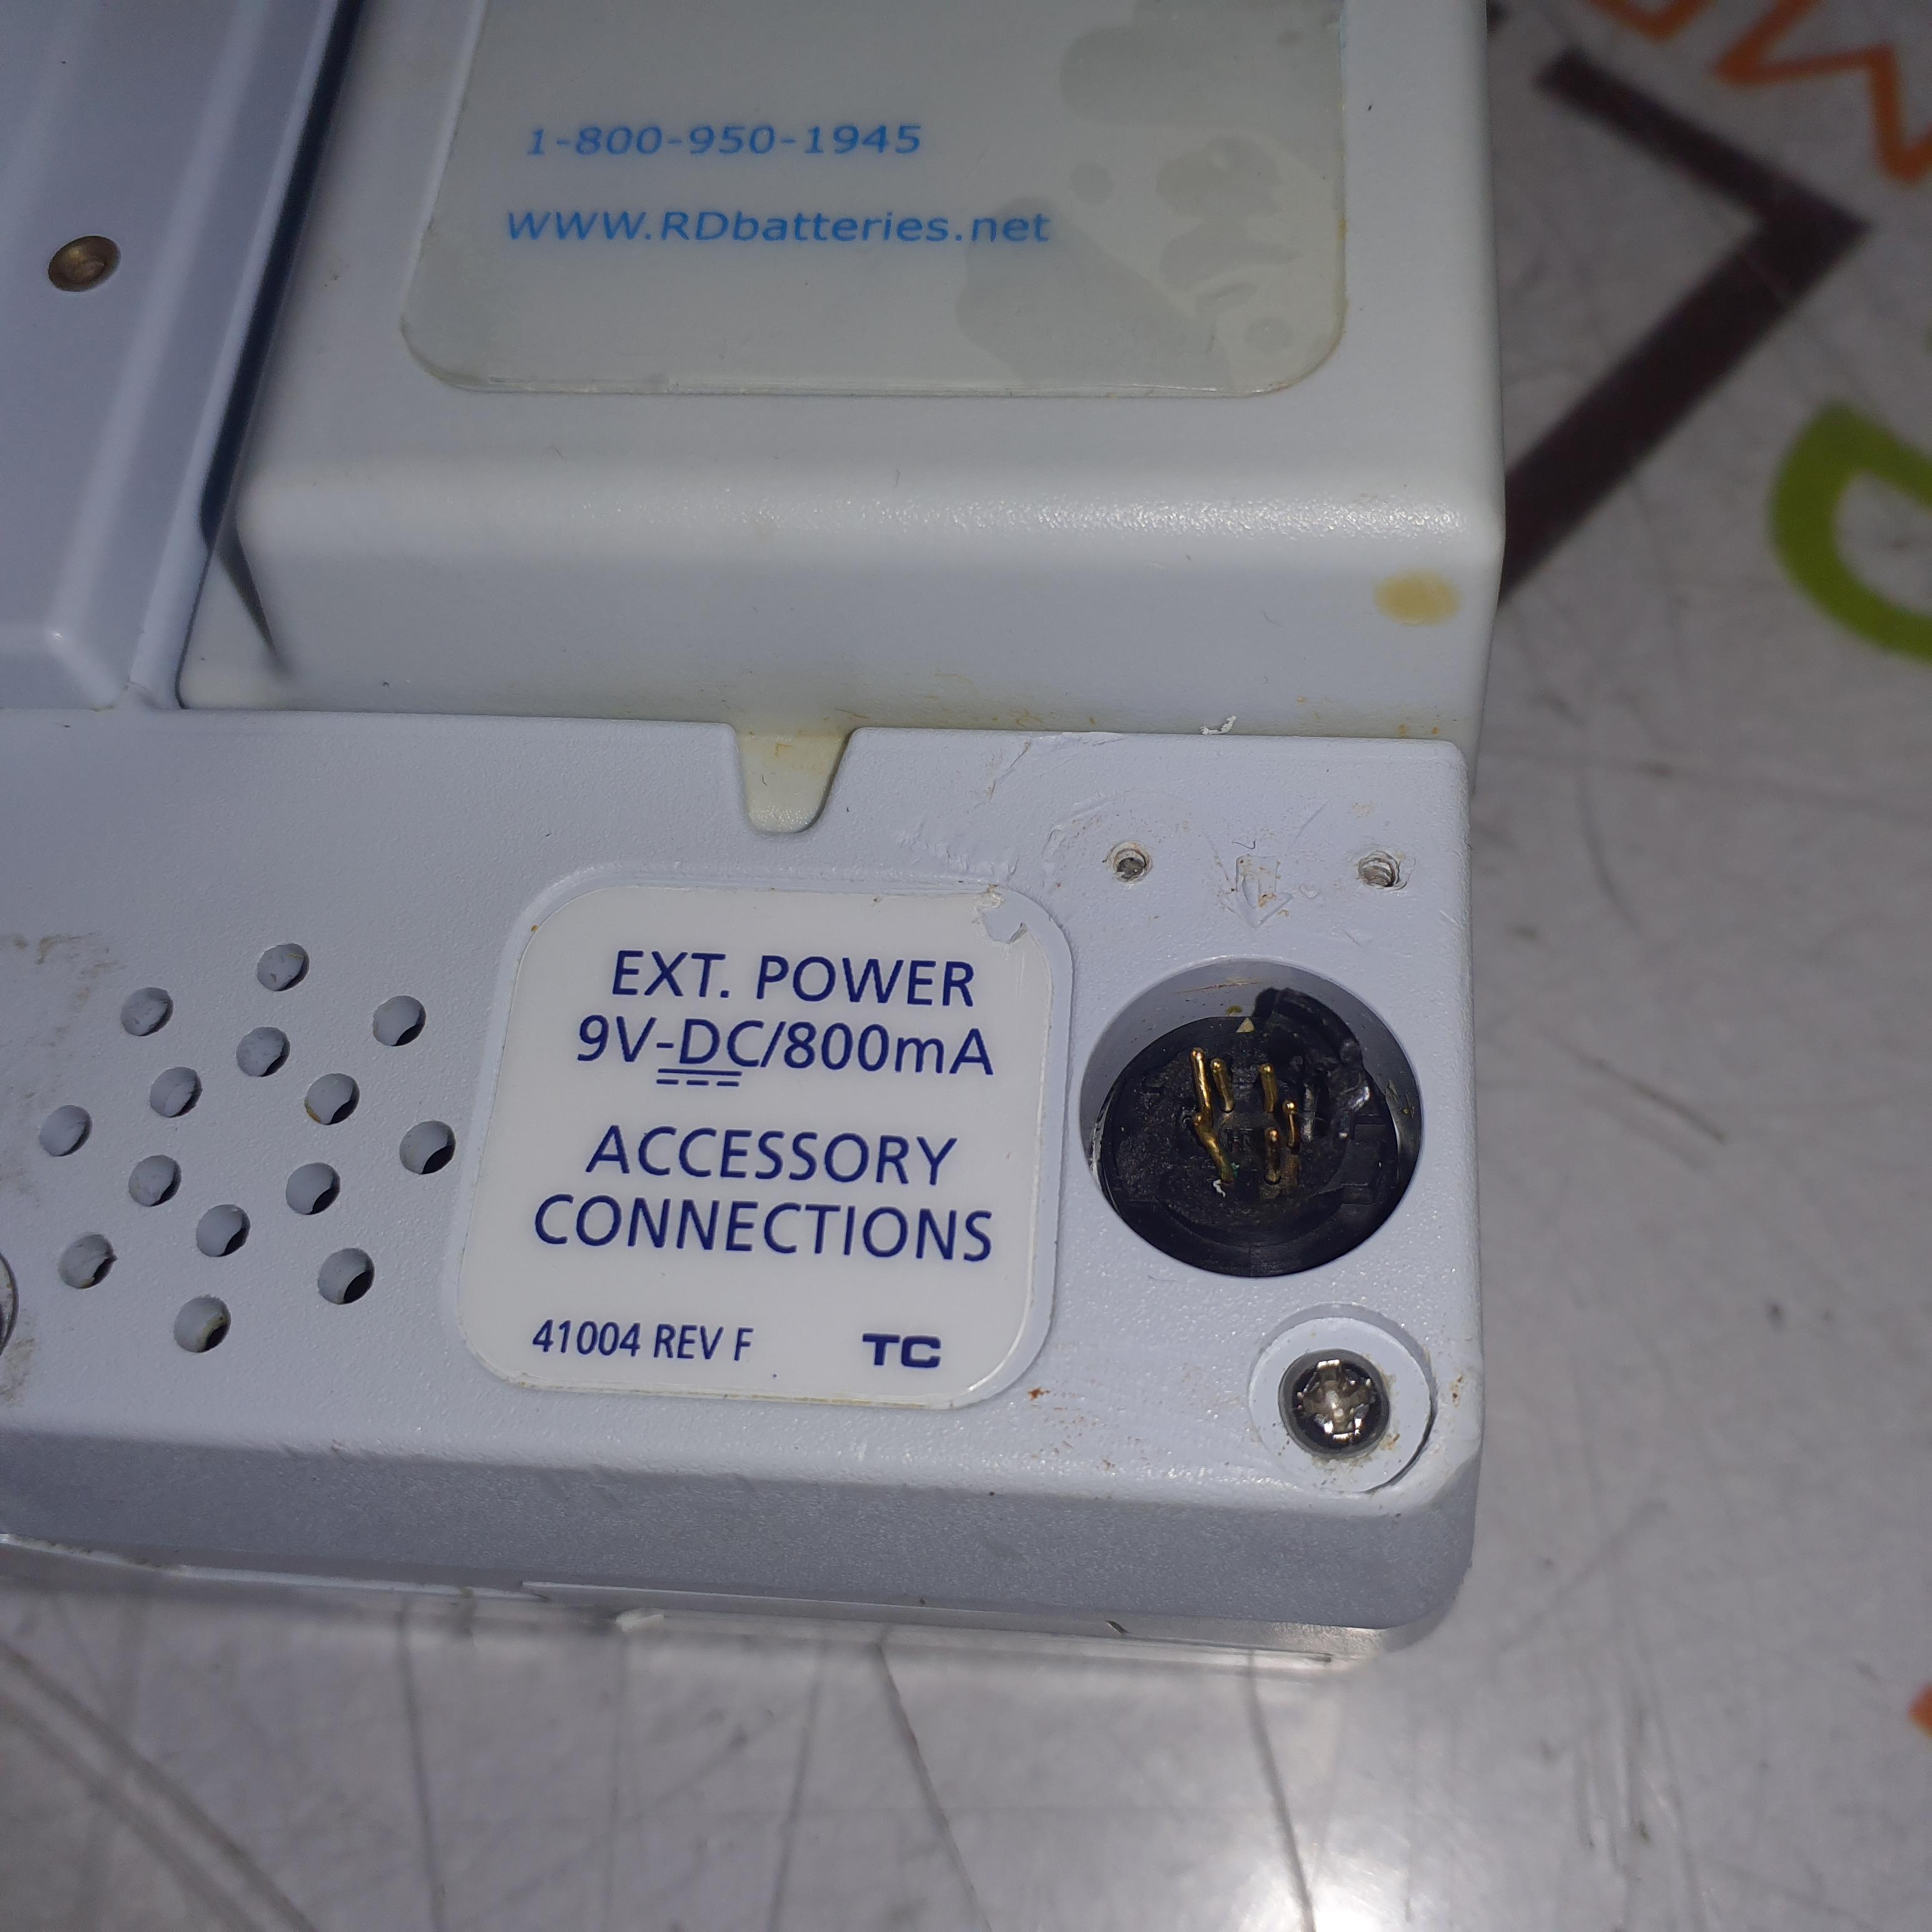 1-800-950-1945
WWW.RDbatteries.net
EXT. POWER
9V-DC/800mA
ACCESSORY
CONNECTIONS
41004 REV F TC